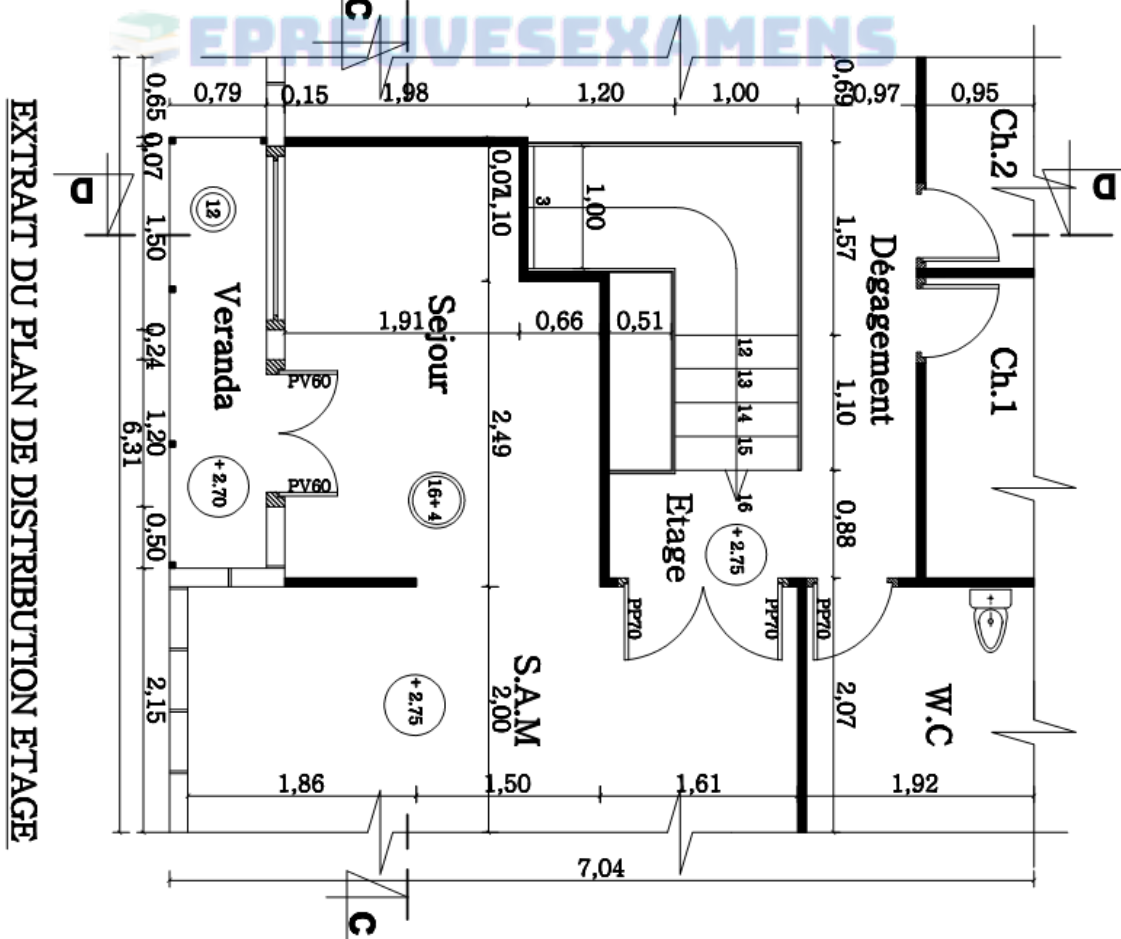 EPREUVESEXAMENS
C
0,79
0,15
1,98
1,20
1,00
0,69
0,97
0,95
0,65
0,07
1,50
0,24
1,20
0,50
2,15
6,31
D
D
Ch.2
Ch.1
Dégagement
1,57
1,10
0,88
2,07
0,07
1,10
2,49
2,00
3
1,00
12
Veranda
Sejour
1,91
0,66
0,51
12
13
14
15
16
PV60
PV60
+ 2.70
16+ 4
Etage
+ 2.75
PP70
PP70
PP70
S.A.M
+ 2.75
W.C
1,86
1,50
1,61
1,92
7,04
C
EXTRAIT DU PLAN DE DISTRIBUTION ETAGE